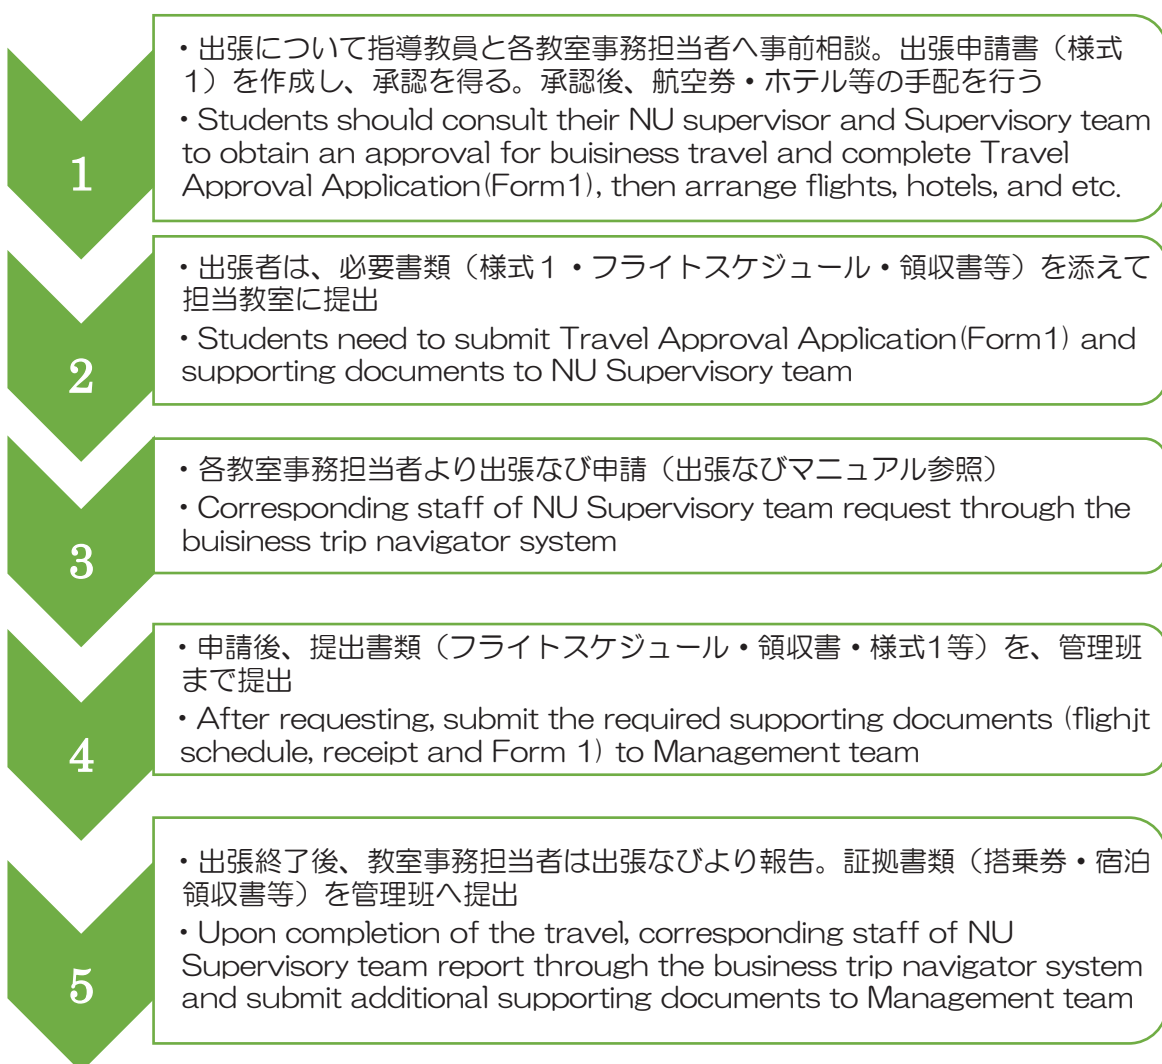 1
・出張について指導教員と各教室事務担当者へ事前相談。出張申請書（様式
1）を作成し、承認を得る。承認後、航空券・ホテル等の手配を行う
・Students should consult their NU supervisor and Supervisory team
to obtain an approval for buisiness travel and complete Travel
Approval Application(Form1), then arrange flights, hotels, and etc.
2
・出張者は、必要書類（様式１・フライトスケジュール・領収書等）を添えて
担当教室に提出
・Students need to submit Travel Approval Application(Form1) and
supporting documents to NU Supervisory team
3
・各教室事務担当者より出張なび申請（出張なびマニュアル参照）
・Corresponding staff of NU Supervisory team request through the
buisiness trip navigator system
4
・申請後、提出書類（フライトスケジュール・領収書・様式1等）を、管理班
まで提出
・After requesting, submit the required supporting documents (flighjt
schedule, receipt and Form 1) to Management team
5
・出張終了後、教室事務担当者は出張なびより報告。証拠書類（搭乗券・宿泊
領収書等）を管理班へ提出
・Upon completion of the travel, corresponding staff of NU
Supervisory team report through the business trip navigator system
and submit additional supporting documents to Management team